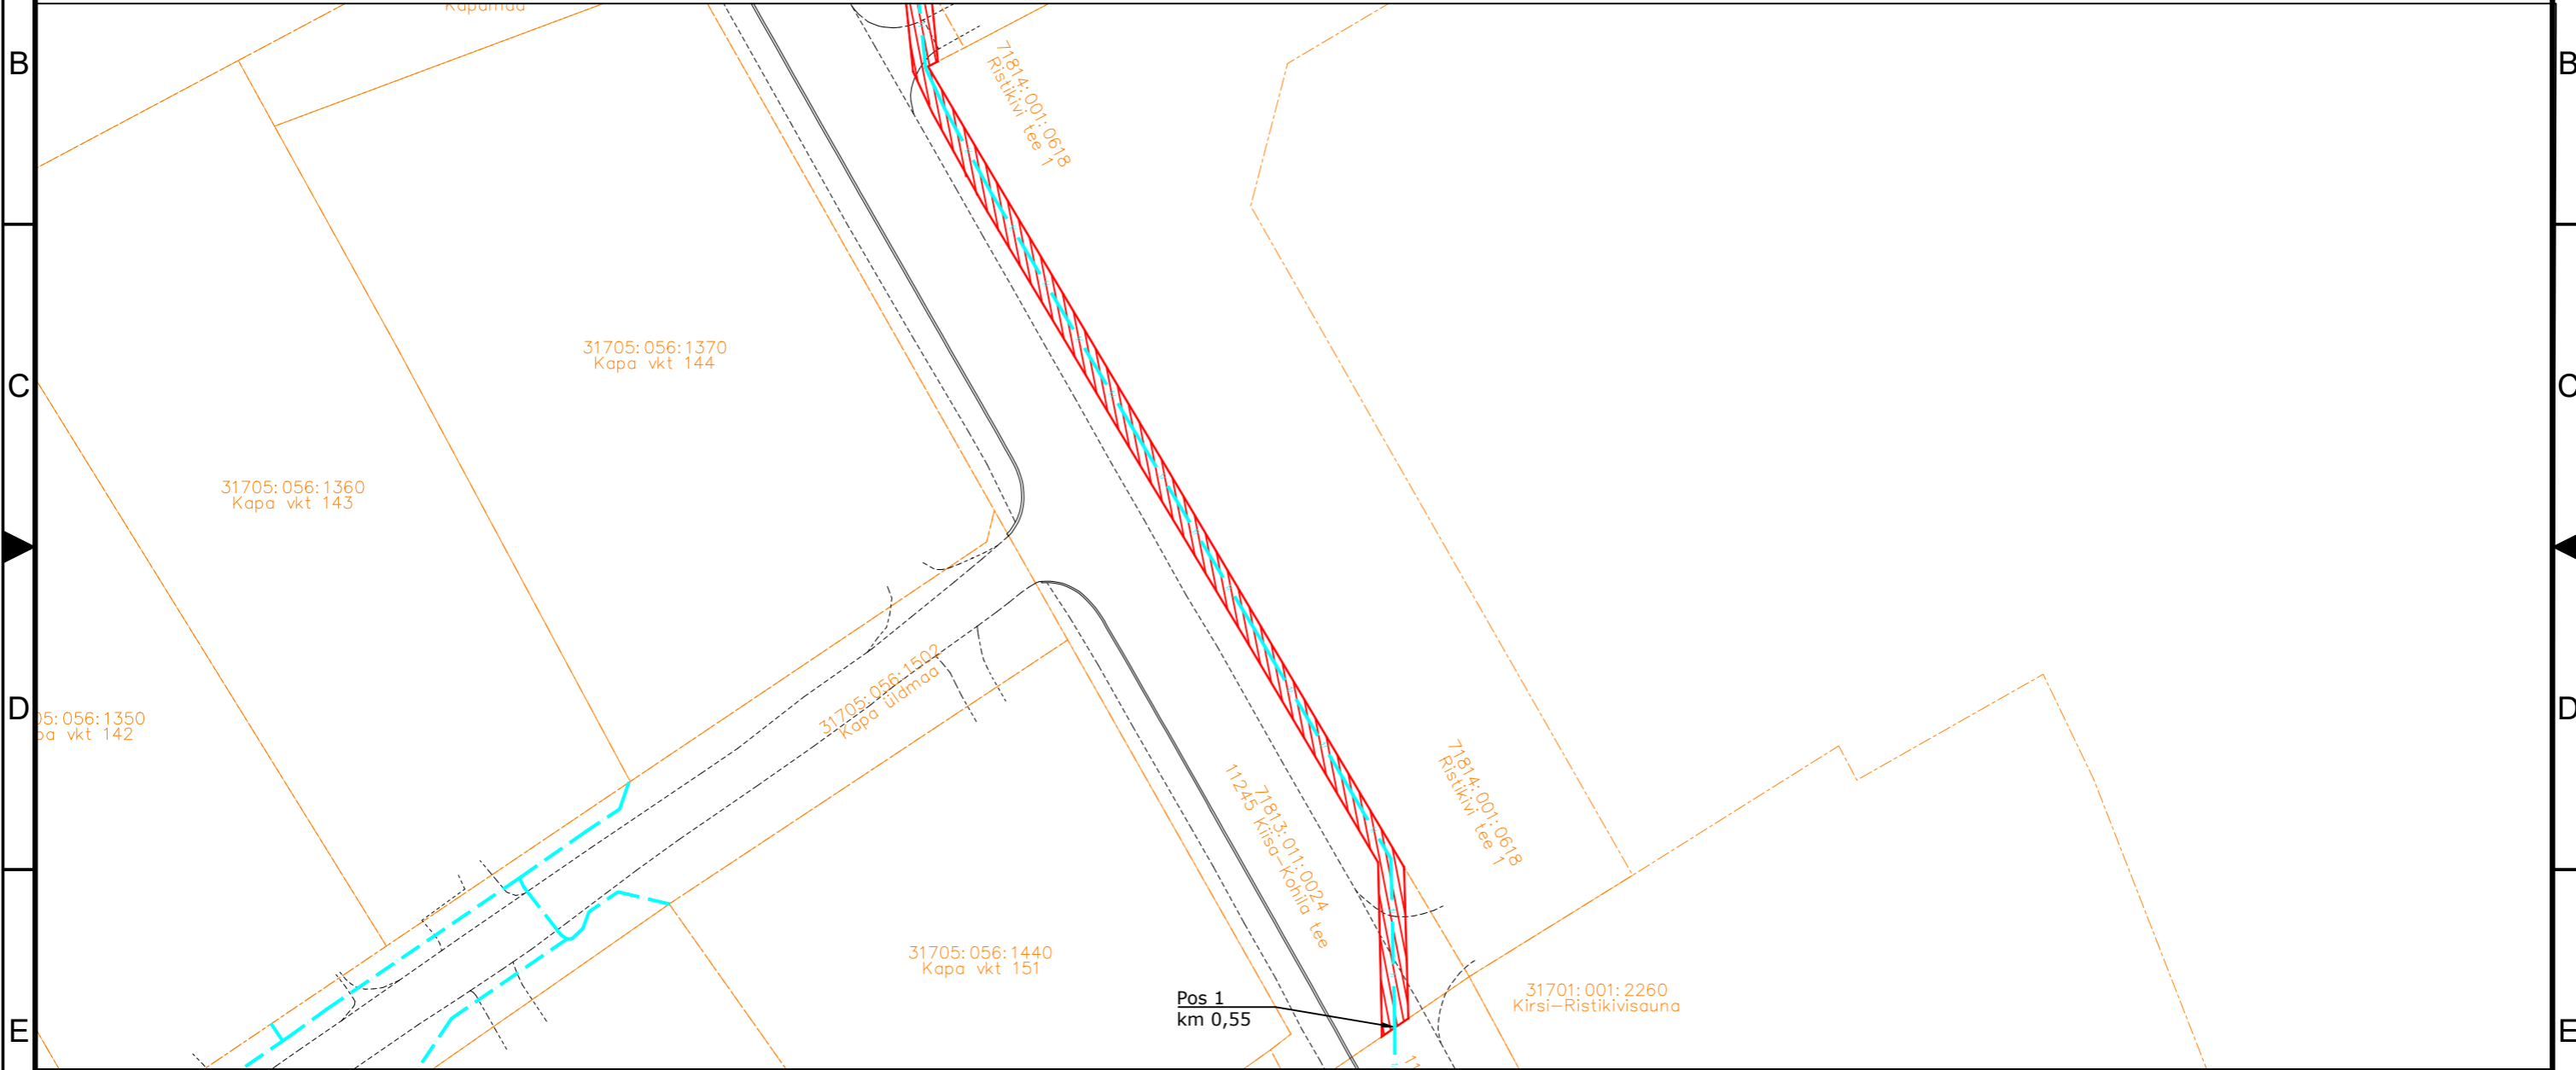 Kapamaa
B
B
71814:001:0618
Ristikivi tee 1
31705:056:1370
Kapa vkt 144
C
C
31705:056:1360
Kapa vkt 143
31705:056:1502
Kapa üldmaa
D
D
05:056:1350
pa vkt 142
71814:001:0618
Ristikivi tee 1
71813:011:0024
11245 Kiisa-Kohila tee
31705:056:1440
Kapa vkt 151
Pos 1
km 0,55
31701:001:2260
Kirsi-Ristikivisauna
E
E
11